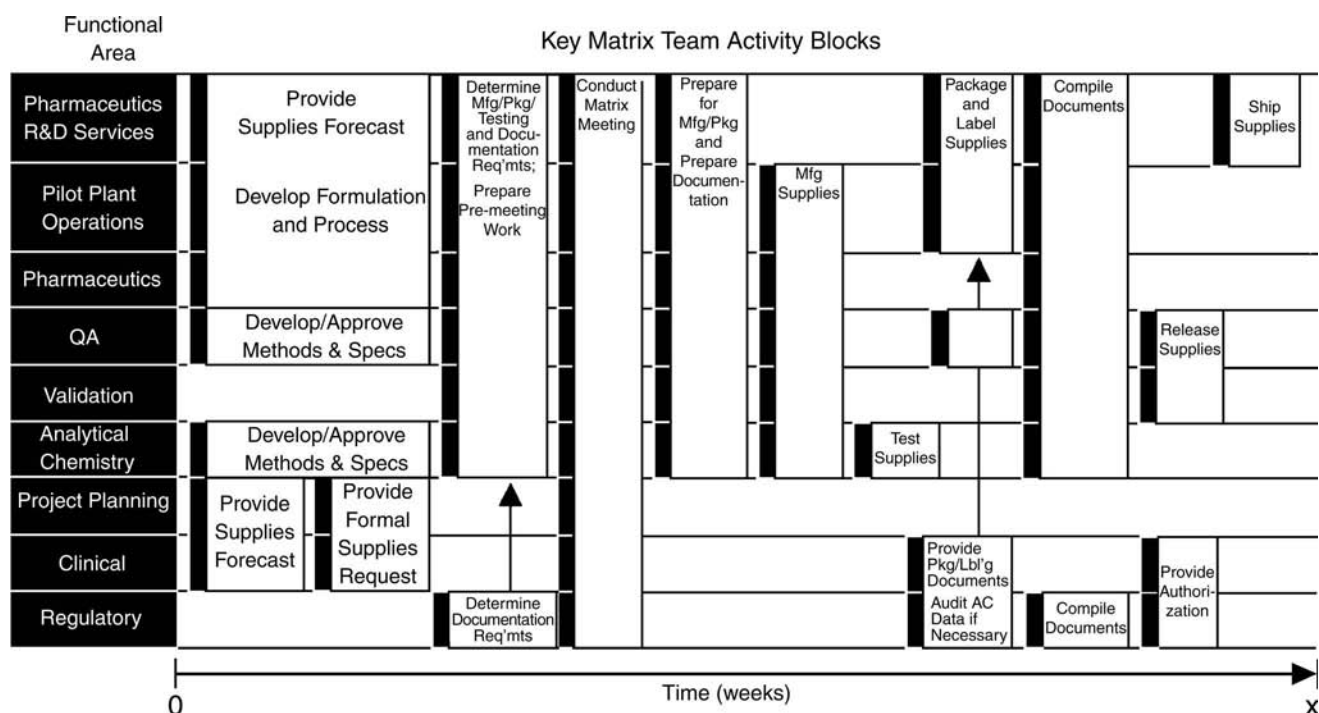 Functional
Area
Key Matrix Team Activity Blocks
Pharmaceutics
R&D Services
Pilot Plant
Operations
Pharmaceutics
QA
Validation
Analytical
Chemistry
Project Planning
Clinical
Regulatory
Provide
Supplies Forecast
Develop Formulation
and Process
Develop/Approve
Methods & Specs
Develop/Approve
Methods & Specs
Provide
Supplies
Forecast
Provide
Formal
Supplies
Request
Determine
Mfg/Pkg/
Testing
and Docu-
mentation
Req'mts;
Prepare
Pre-meeting
Work
Determine
Documentation
Req'mts
Conduct
Matrix
Meeting
Prepare
for
Mfg/Pkg
and
Prepare
Documen-
tation
Mfg
Supplies
Test
Supplies
Package
and
Label
Supplies
Provide
Pkg/Lbl'g
Documents
Audit AC
Data if
Necessary
Compile
Documents
Compile
Documents
Release
Supplies
Provide
Authori-
zation
Ship
Supplies
0
Time (weeks)
x